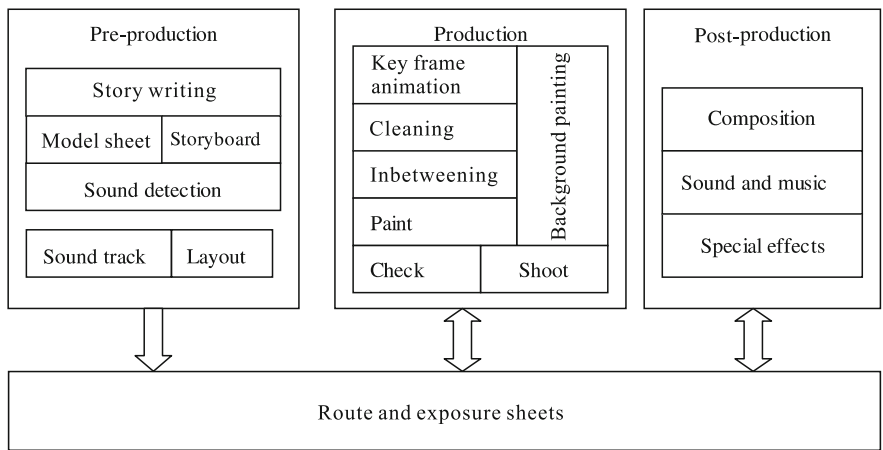 Pre-production
Story writing
Model sheet
Storyboard
Sound detection
Sound track
Layout
Production
Key frame
animation
Cleaning
Inbetweening
Paint
Background painting
Check
Shoot
Post-production
Composition
Sound and music
Special effects
Route and exposure sheets